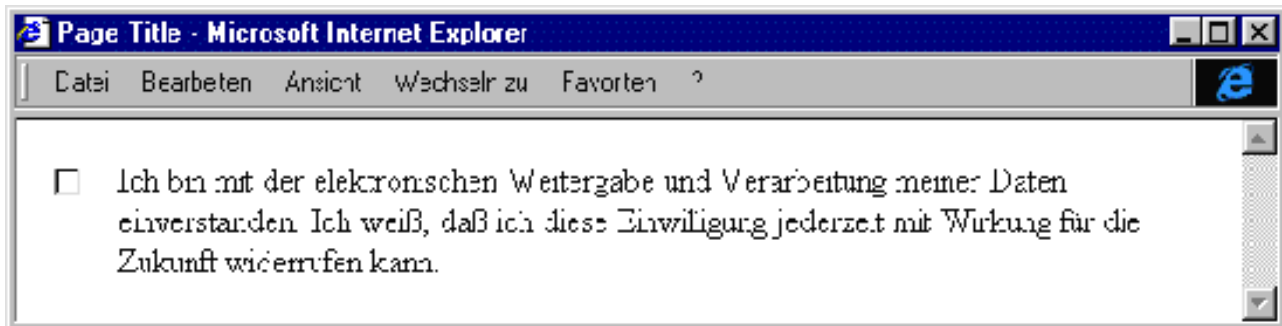 Page Title - Microsoft Internet Explorer
Datei Bearbeiten Ansicht Wechseln zu Favoriten ?
Ich bin mit der elektronischen Weitergabe und Verarbeitung meiner Daten
einverstanden. Ich weiß, daß ich diese Einwilligung jederzeit mit Wirkung für die
Zukunft widerrufen kann.